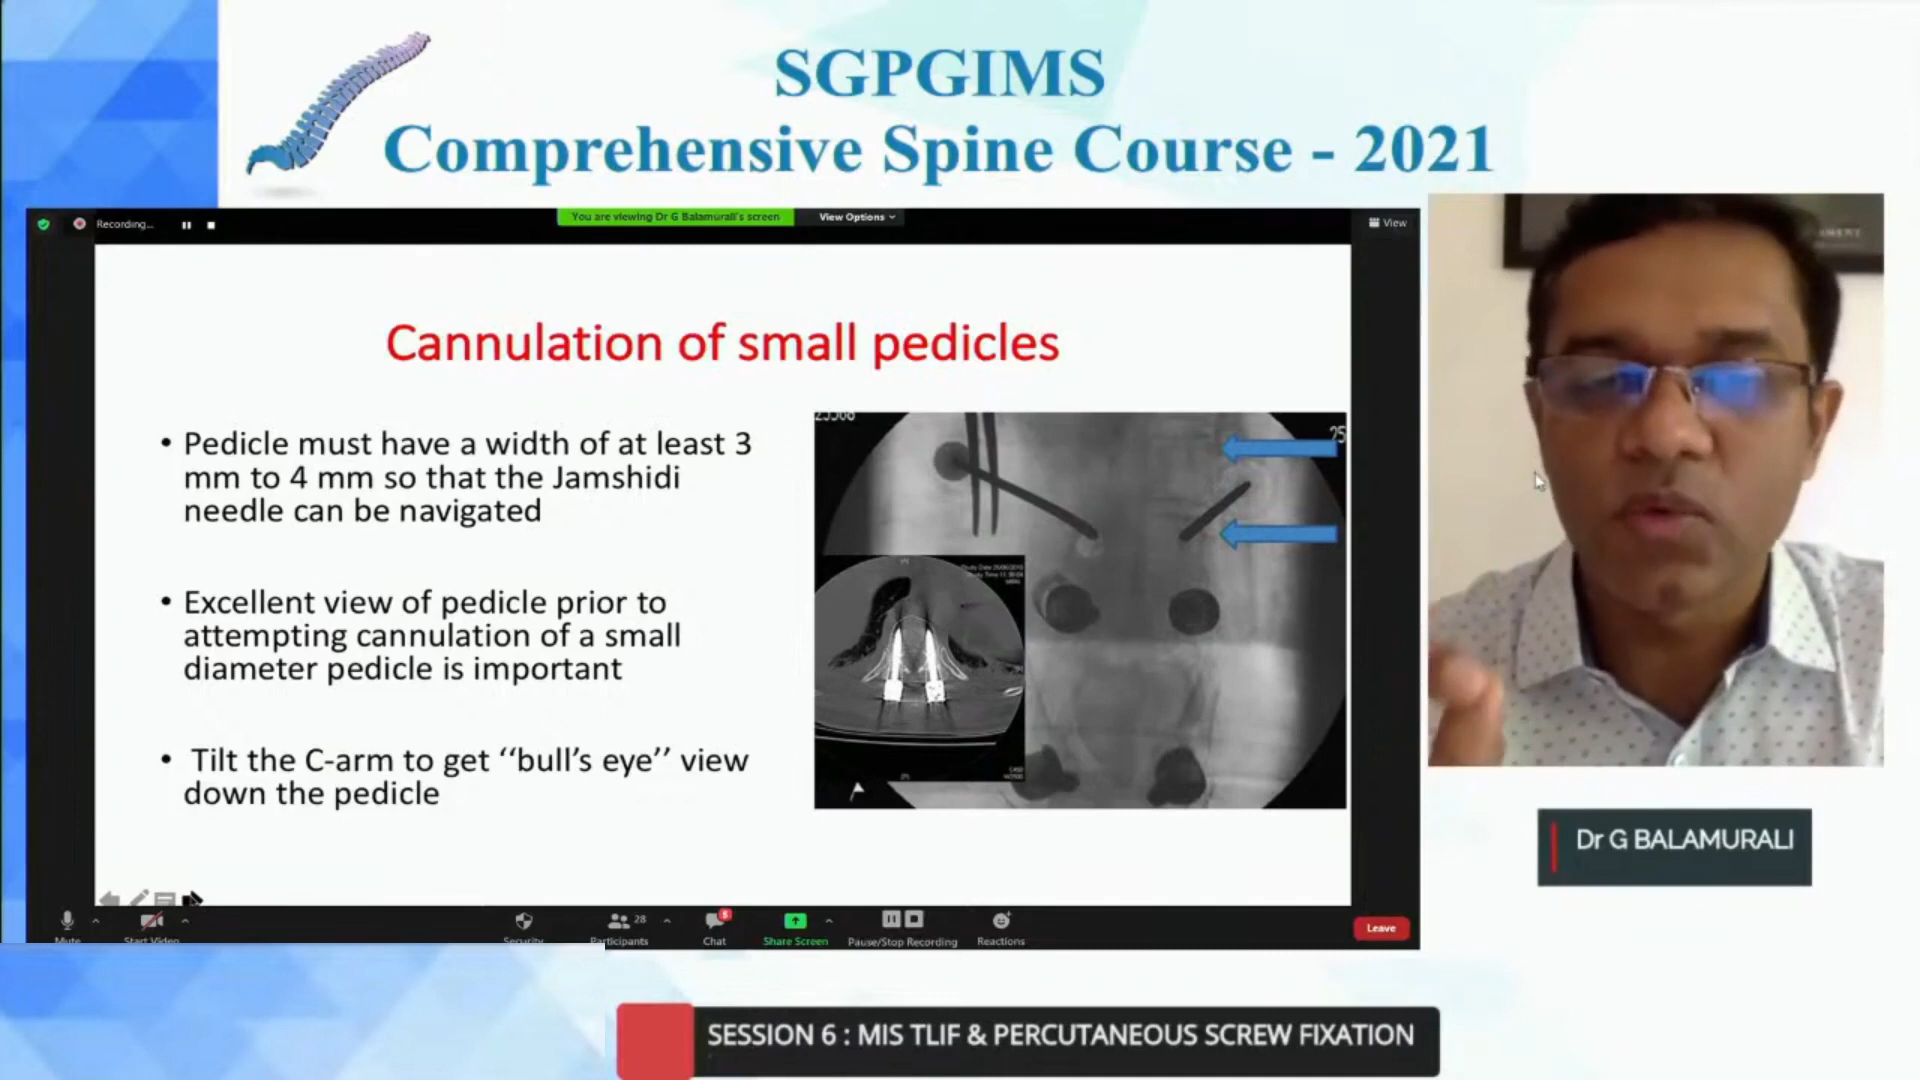 SGPGIMS
Comprehensive Spine Course - 2021
Recording...
You are viewing Dr G Balamurali's screen
View Options
View
Cannulation of small pedicles
• Pedicle must have a width of at least 3
mm to 4 mm so that the Jamshidi
needle can be navigated
• Excellent view of pedicle prior to
attempting cannulation of a small
diameter pedicle is important
• Tilt the C-arm to get ‘‘bull’s eye’’ view
down the pedicle
25
Mute
Start Video
Security
Participants
28
Chat
Share Screen
Pause/Stop Recording
Reactions
Leave
Dr G BALAMURALI
SESSION 6 : MIS TLIF & PERCUTANEOUS SCREW FIXATION